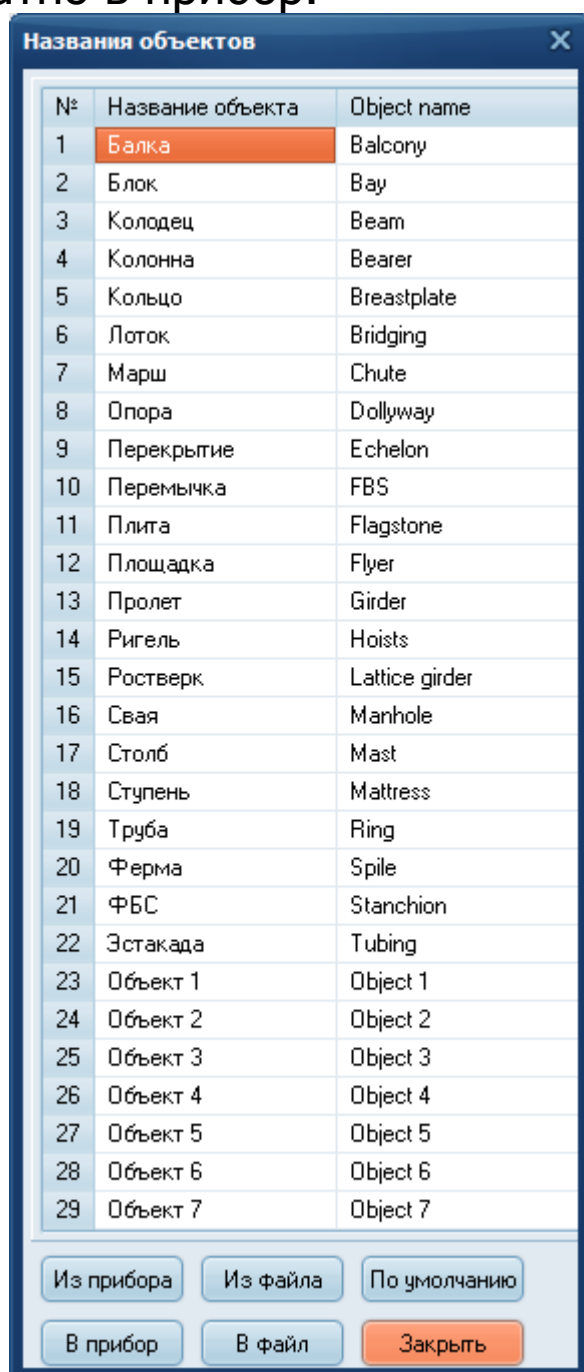 в прибор.
Названия объектов
№ Название объекта Object name
1 Балка Balcony
2 Блок Bay
3 Колодец Beam
4 Колонна Bearer
5 Кольцо Breastplate
6 Лоток Bridging
7 Марш Chute
8 Опора Dollyway
9 Перекрытие Echelon
10 Перемычка FBS
11 Плита Flagstone
12 Площадка Flyer
13 Пролет Girder
14 Ригель Hoists
15 Ростверк Lattice girder
16 Свая Manhole
17 Столб Mast
18 Ступень Mattress
19 Труба Ring
20 Ферма Spile
21 ФБС Stanchion
22 Эстакада Tubing
23 Объект 1 Object 1
24 Объект 2 Object 2
25 Объект 3 Object 3
26 Объект 4 Object 4
27 Объект 5 Object 5
28 Объект 6 Object 6
29 Объект 7 Object 7
Из прибора Из файла По умолчанию
В прибор В файл Закрыть